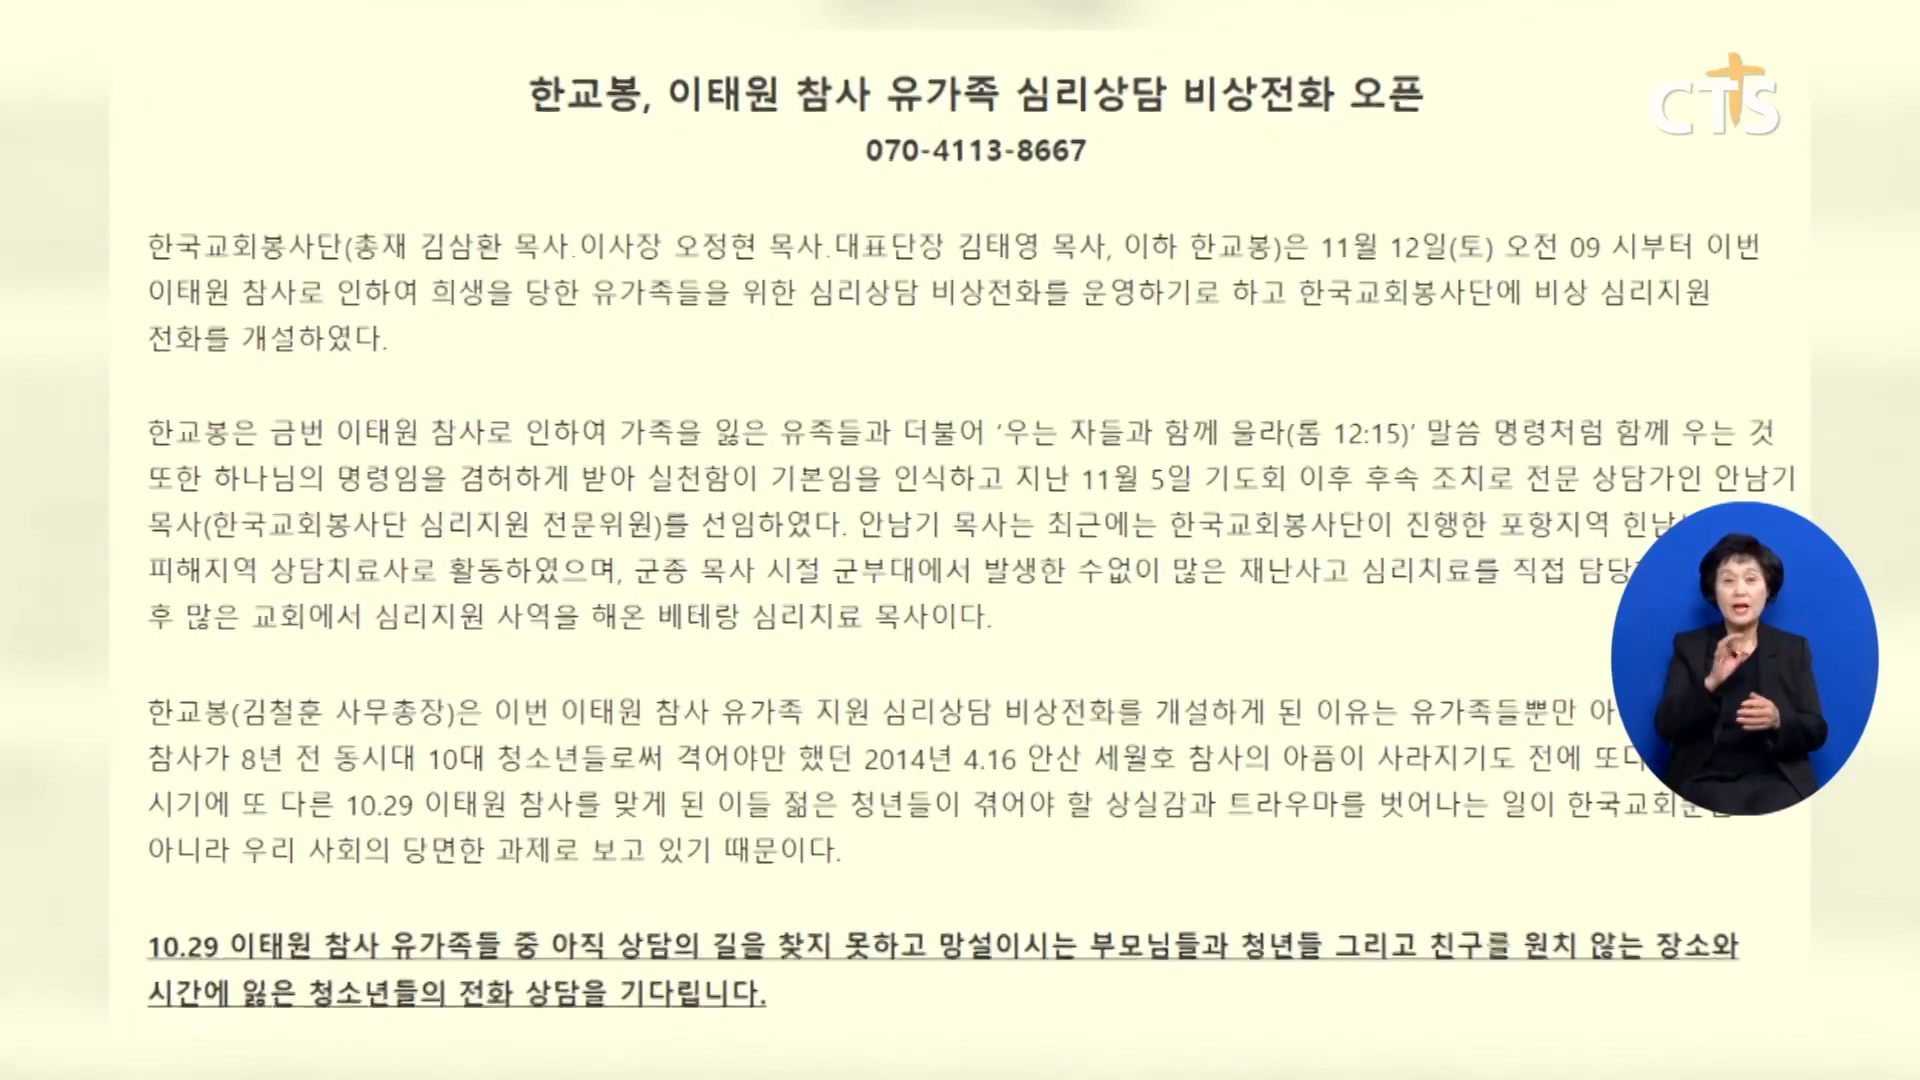 한교봉, 이태원 참사 유가족 심리상담 비상전화 오픈
070-4113-8667
CTS
한국교회봉사단(총재 김삼환 목사.이사장 오정현 목사.대표단장 김태영 목사, 이하 한교봉)은 11월 12일(토) 오전 09 시부터 이번
이태원 참사로 인하여 희생을 당한 유가족들을 위한 심리상담 비상전화를 운영하기로 하고 한국교회봉사단에 비상 심리지원
전화를 개설하였다.
한교봉은 금번 이태원 참사로 인하여 가족을 잃은 유족들과 더불어 ‘우는 자들과 함께 울라(롬 12:15)’ 말씀 명령처럼 함께 우는 것
또한 하나님의 명령임을 겸허하게 받아 실천함이 기본임을 인식하고 지난 11월 5일 기도회 이후 후속 조치로 전문 상담가인 안남기
목사(한국교회봉사단 심리지원 전문위원)를 선임하였다. 안남기 목사는 최근에는 한국교회봉사단이 진행한 포항지역
피해지역 상담치료사로 활동하였으며, 군종 목사 시절 군부대에서 발생한 수없이 많은 재난사고 심리치료를 직접
후 많은 교회에서 심리지원 사역을 해온 베테랑 심리치료 목사이다.
한교봉(김철훈 사무총장)은 이번 이태원 참사 유가족 지원 심리상담 비상전화를 개설하게 된 이유는 유가족들뿐만
참사가 8년 전 동시대 10대 청소년들로써 격어야만 했던 2014년 4.16 안산 세월호 참사의 아픔이 사라지기도 전에
시기에 또 다른 10.29 이태원 참사를 맞게 된 이들 젊은 청년들이 겪어야 할 상실감과 트라우마를 벗어나는 일이
아니라 우리 사회의 당면한 과제로 보고 있기 때문이다.
10.29 이태원 참사 유가족들 중 아직 상담의 길을 찾지 못하고 망설이시는 부모님들과 청년들 그리고 친구를 원치 않는 장소와
시간에 잃은 청소년들의 전화 상담을 기다립니다.